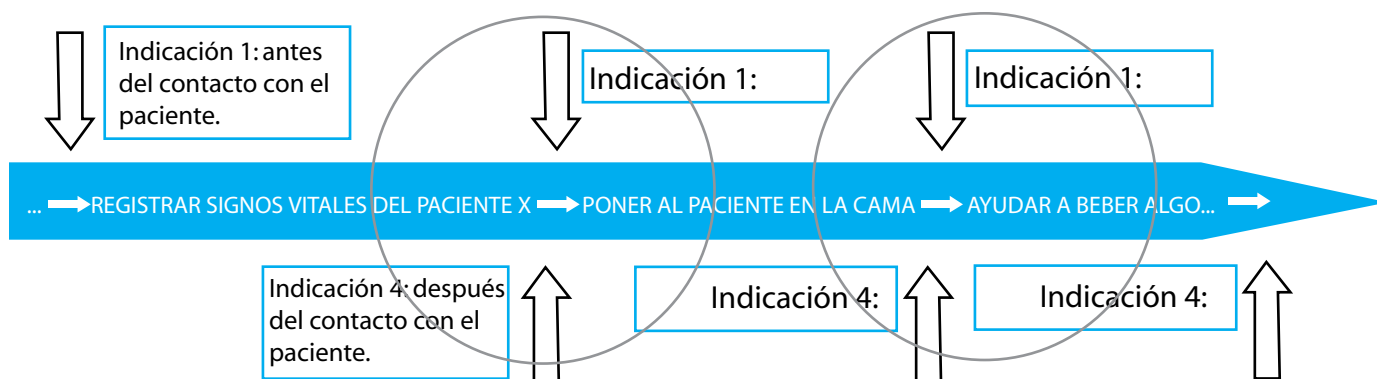 Indicación 1: antes
del contacto con el
paciente.
Indicación 1:
Indicación 1:
... REGISTRAR SIGNOS VITALES DEL PACIENTE X PONER AL PACIENTE EN LA CAMA AYUDAR A BEBER ALGO...
Indicación 4: después
del contacto con el
paciente.
Indicación 4:
Indicación 4: